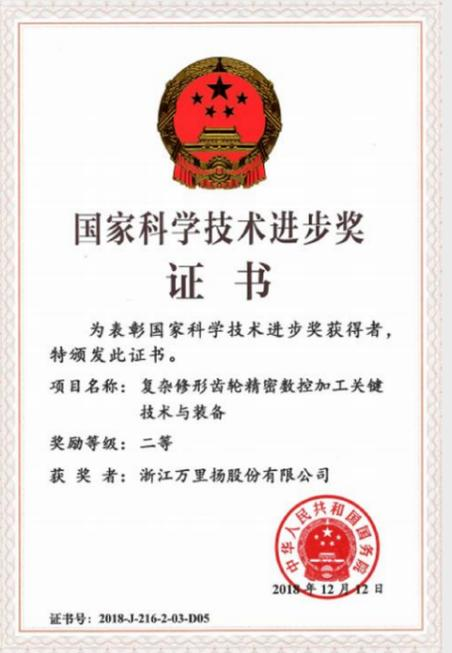 国家科学技术进步奖
证书
为表彰国家科学技术进步奖获得者，
特颁发此证书。
项目名称：复杂修形齿轮精密数控加工关键
技术与装备
奖励等级：二等
获奖者：浙江万里扬股份有限公司
中华人民共和国国务院
2018年12月12日
证书号：2018-J-216-2-03-D05